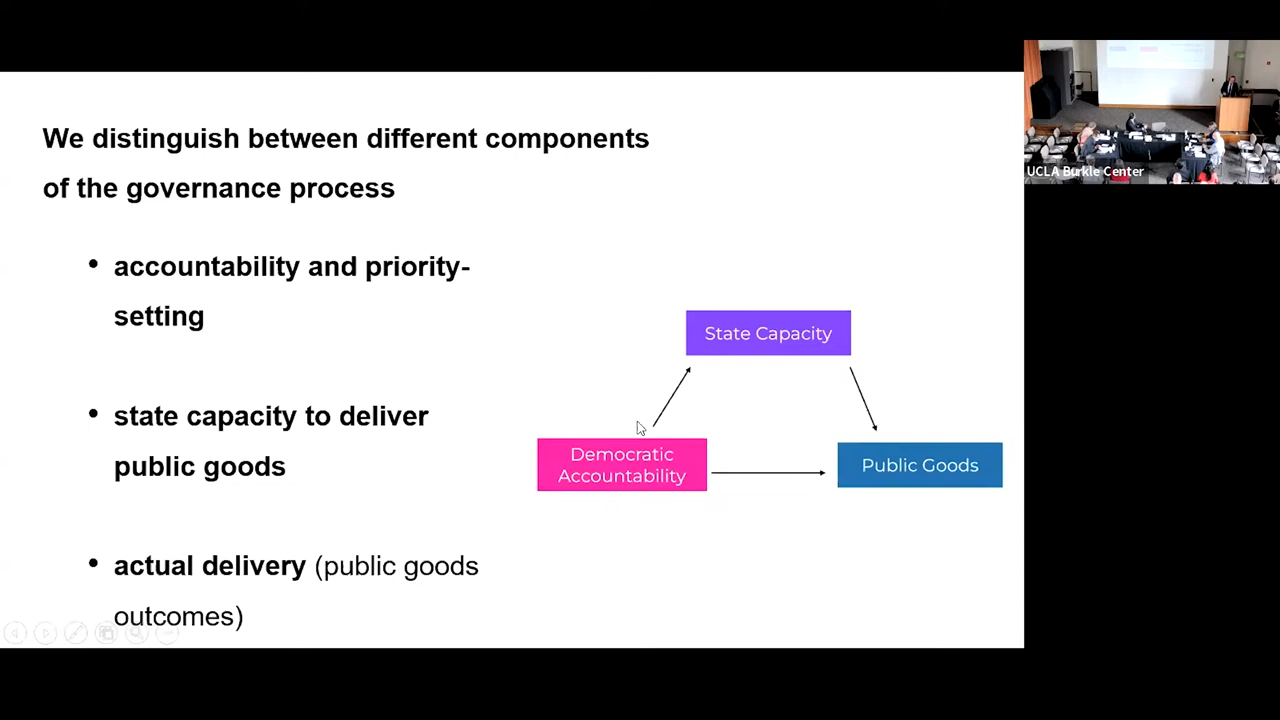 We distinguish between different components
of the governance process
• accountability and priority-
setting
• state capacity to deliver
public goods
• actual delivery (public goods
outcomes)
State Capacity
Democratic
Accountability
Public Goods
UCLA Burkle Center